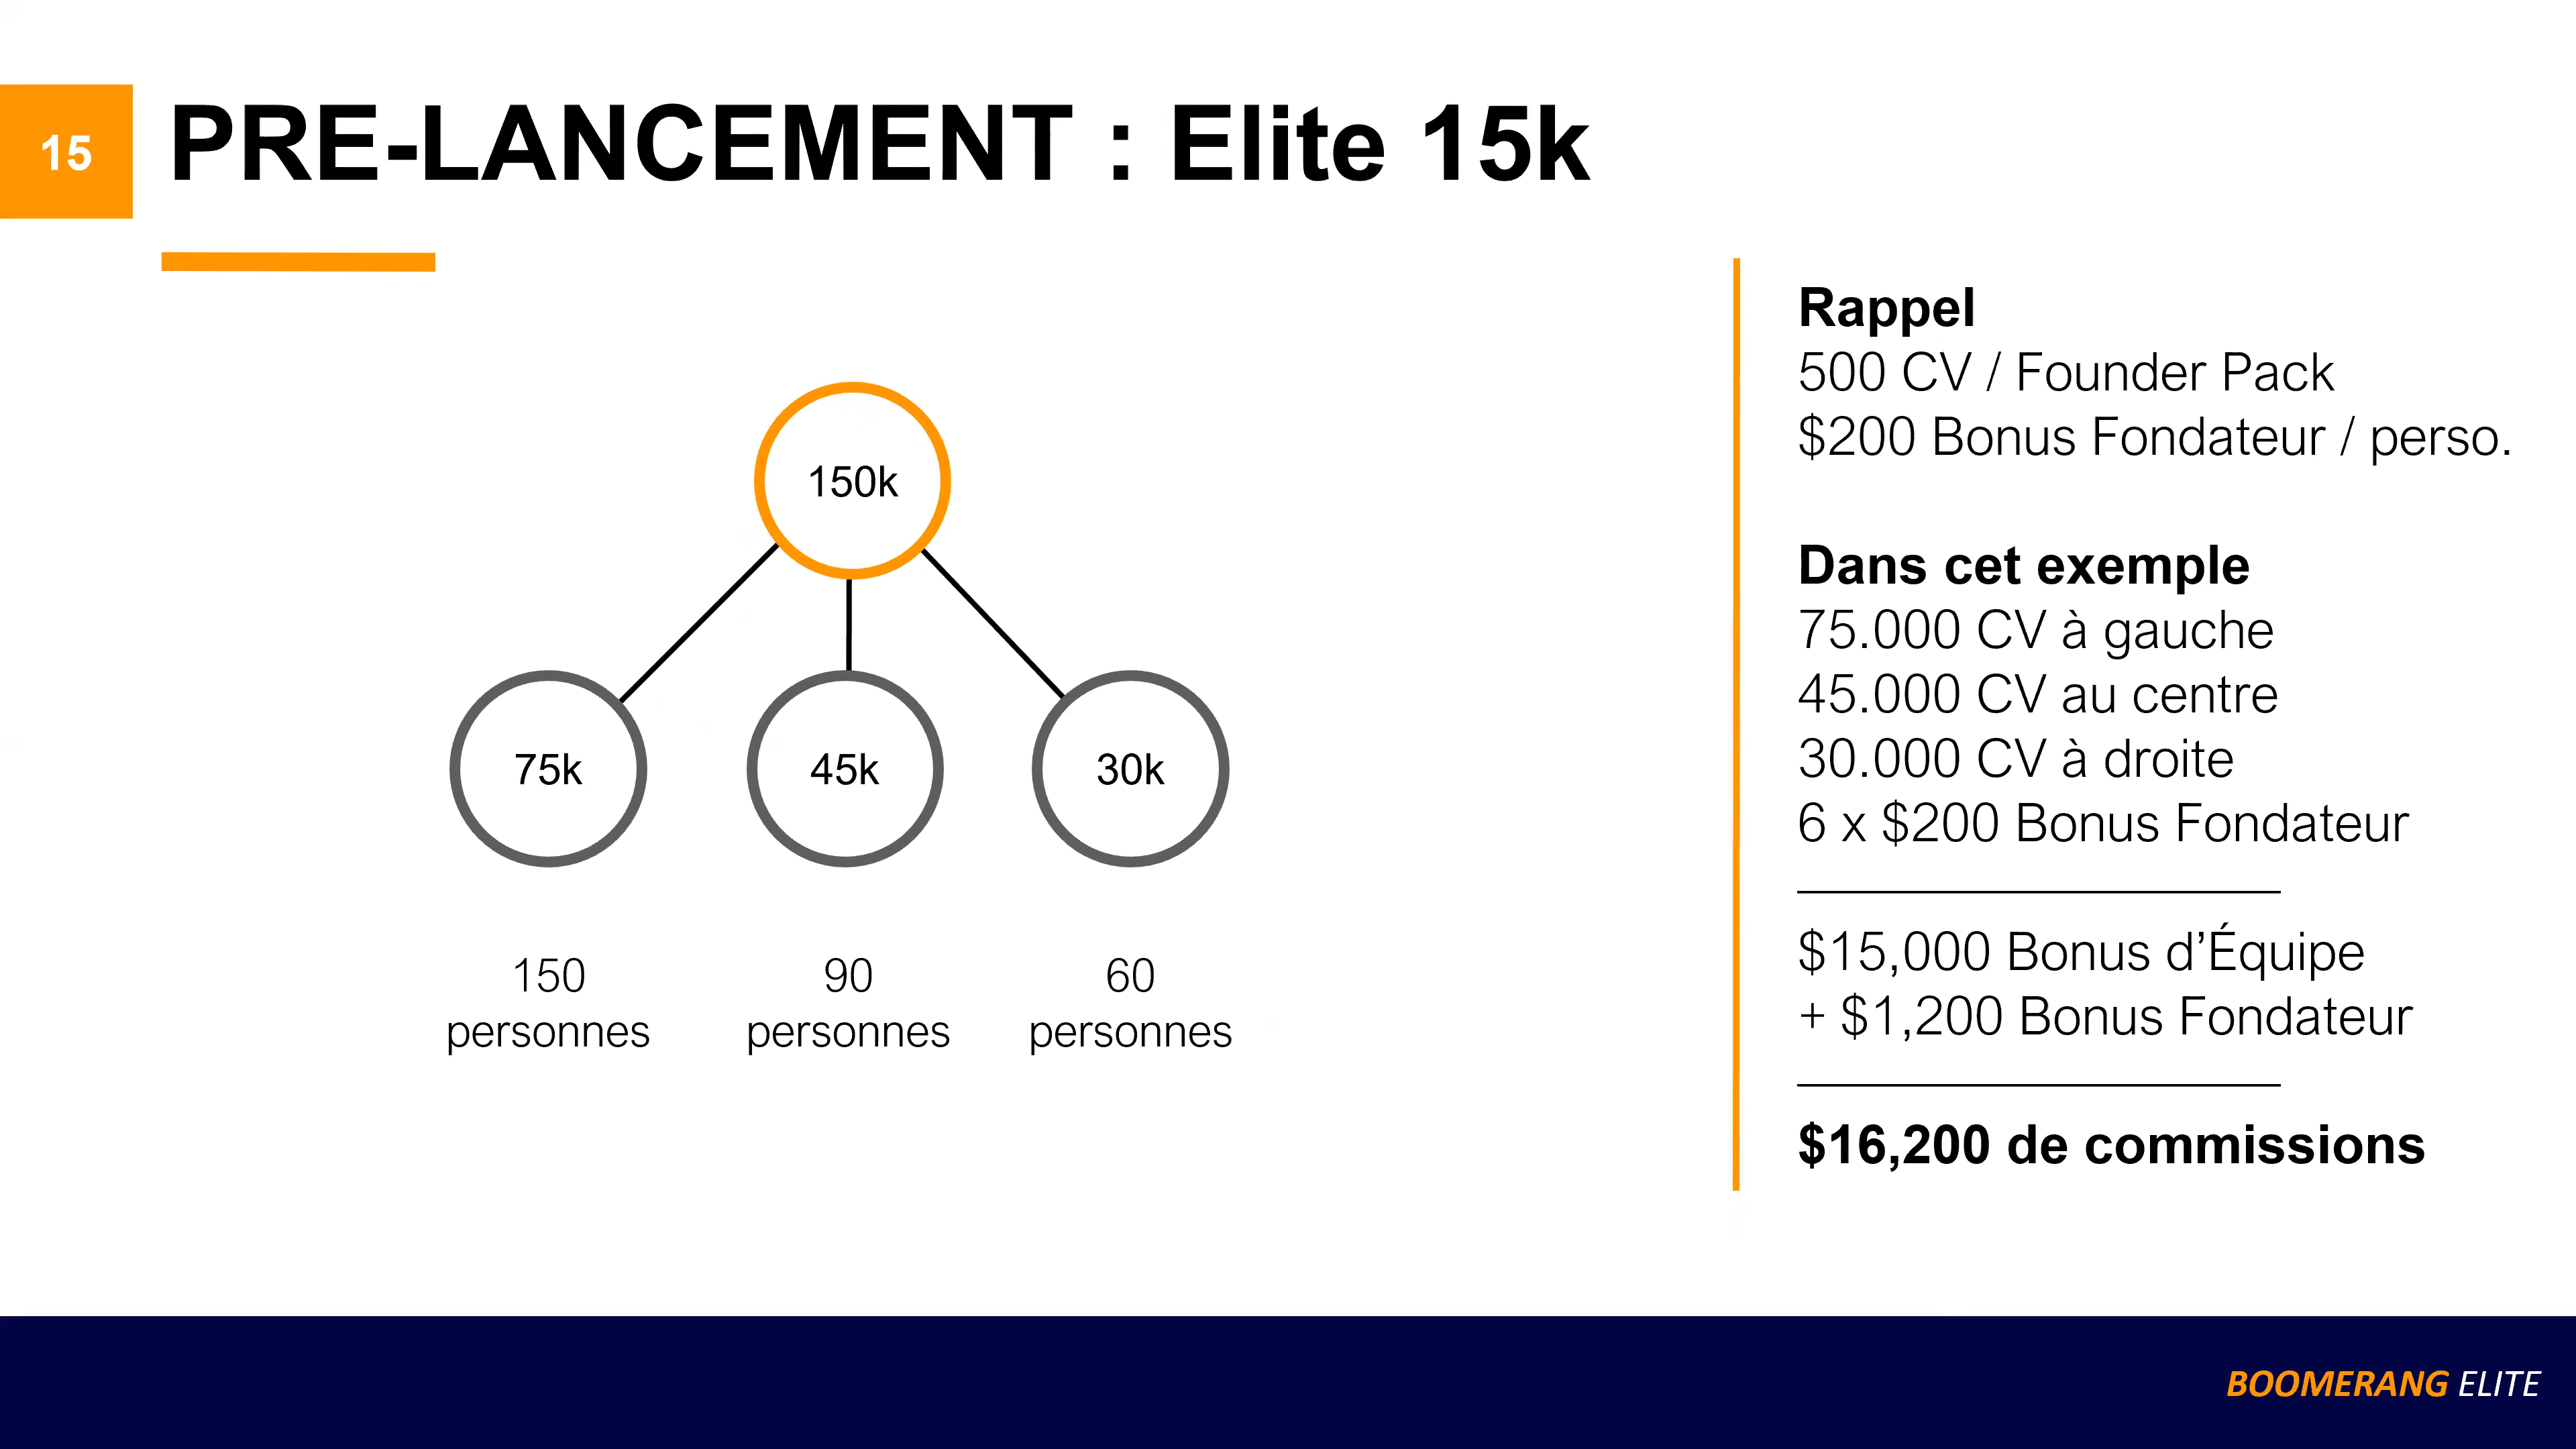 15
PRE-LANCEMENT : Elite 15k
150k
75k
45k
30k
150
personnes
90
personnes
60
personnes
Rappel
500 CV / Founder Pack
$200 Bonus Fondateur / perso.
Dans cet exemple
75.000 CV à gauche
45.000 CV au centre
30.000 CV à droite
6 x $200 Bonus Fondateur
$15,000 Bonus d’Équipe
+ $1,200 Bonus Fondateur
$16,200 de commissions
BOOMERANG ELITE